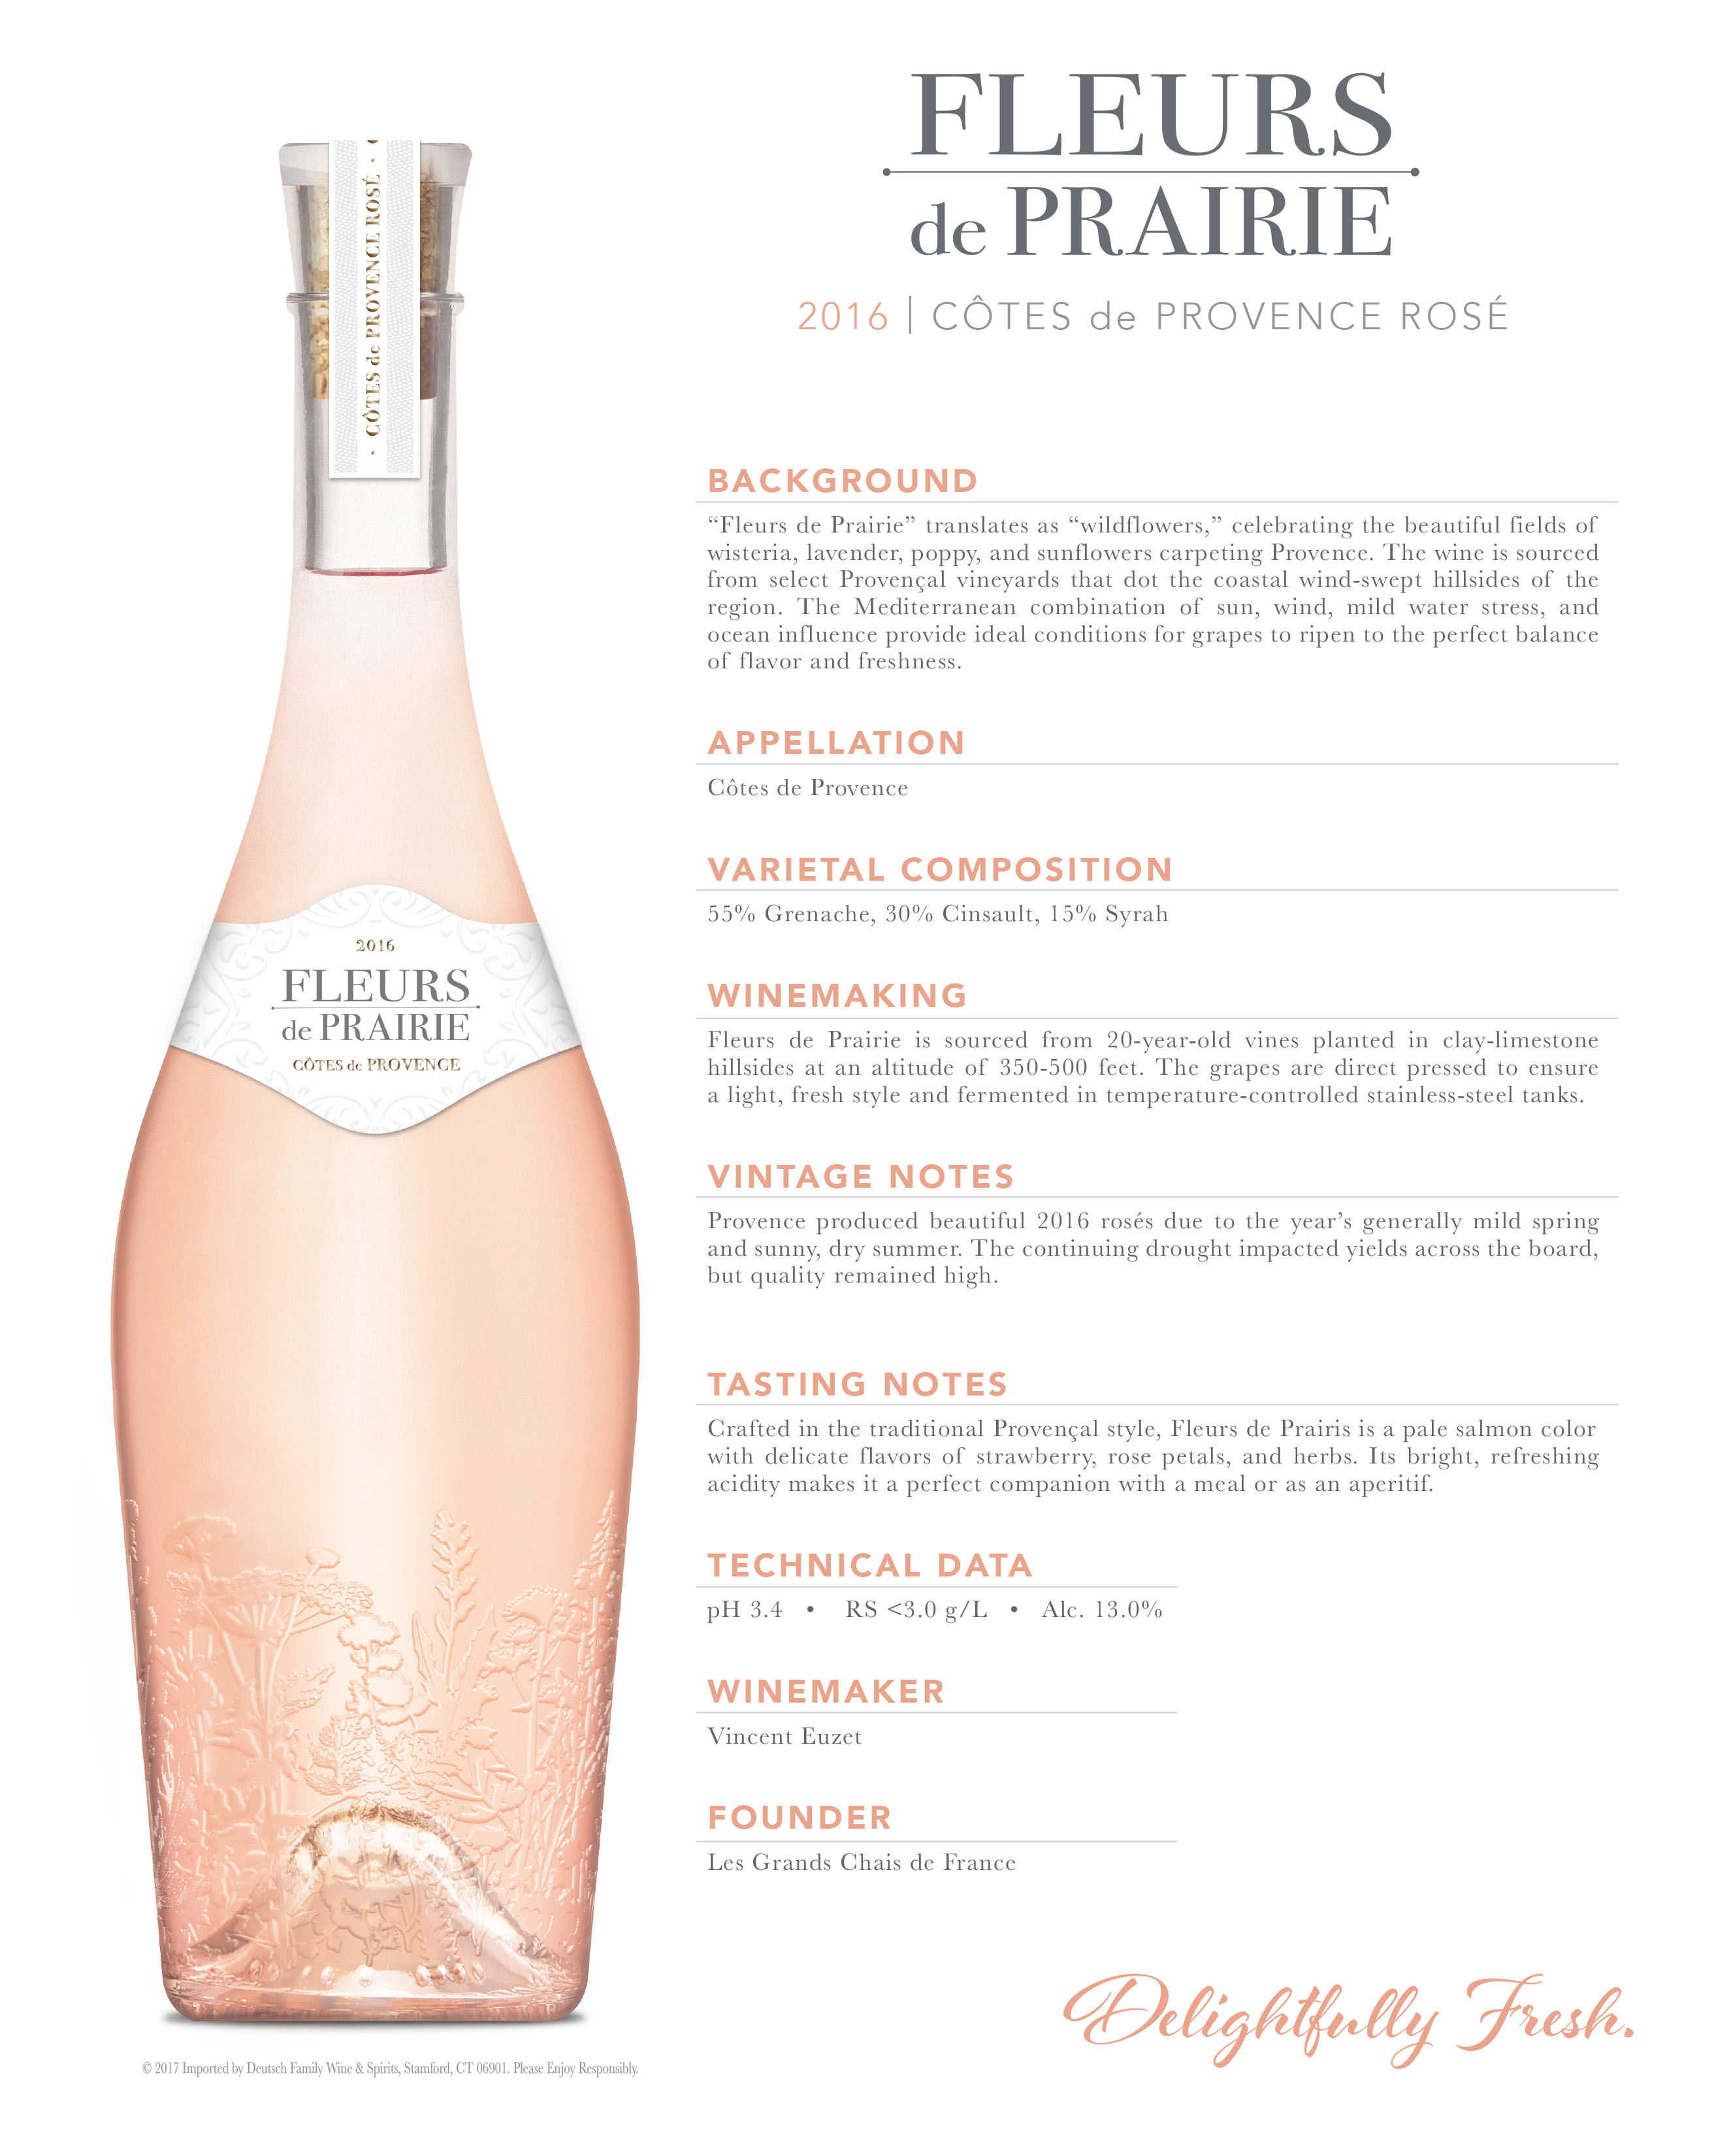 FLEURS
de PRAIRIE
2016 | CÔTES de PROVENCE ROSÉ
· CÔTES de PROVENCE ROSÉ ·
2016
FLEURS
de PRAIRIE
CÔTES de PROVENCE
BACKGROUND
“Fleurs de Prairie” translates as “wildflowers,” celebrating the beautiful fields of
wisteria, lavender, poppy, and sunflowers carpeting Provence. The wine is sourced
from select Provençal vineyards that dot the coastal wind-swept hillsides of the
region. The Mediterranean combination of sun, wind, mild water stress, and
ocean influence provide ideal conditions for grapes to ripen to the perfect balance
of flavor and freshness.
APPELLATION
Côtes de Provence
VARIETAL COMPOSITION
55% Grenache, 30% Cinsault, 15% Syrah
WINEMAKING
Fleurs de Prairie is sourced from 20-year-old vines planted in clay-limestone
hillsides at an altitude of 350-500 feet. The grapes are direct pressed to ensure
a light, fresh style and fermented in temperature-controlled stainless-steel tanks.
VINTAGE NOTES
Provence produced beautiful 2016 rosés due to the year’s generally mild spring
and sunny, dry summer. The continuing drought impacted yields across the board,
but quality remained high.
TASTING NOTES
Crafted in the traditional Provençal style, Fleurs de Prairis is a pale salmon color
with delicate flavors of strawberry, rose petals, and herbs. Its bright, refreshing
acidity makes it a perfect companion with a meal or as an aperitif.
TECHNICAL DATA
pH 3.4 • RS <3.0 g/L • Alc. 13.0%
WINEMAKER
Vincent Euzet
FOUNDER
Les Grands Chais de France
Delightfully Fresh.
© 2017 Imported by Deutsch Family Wine & Spirits, Stamford, CT 06901. Please Enjoy Responsibly.